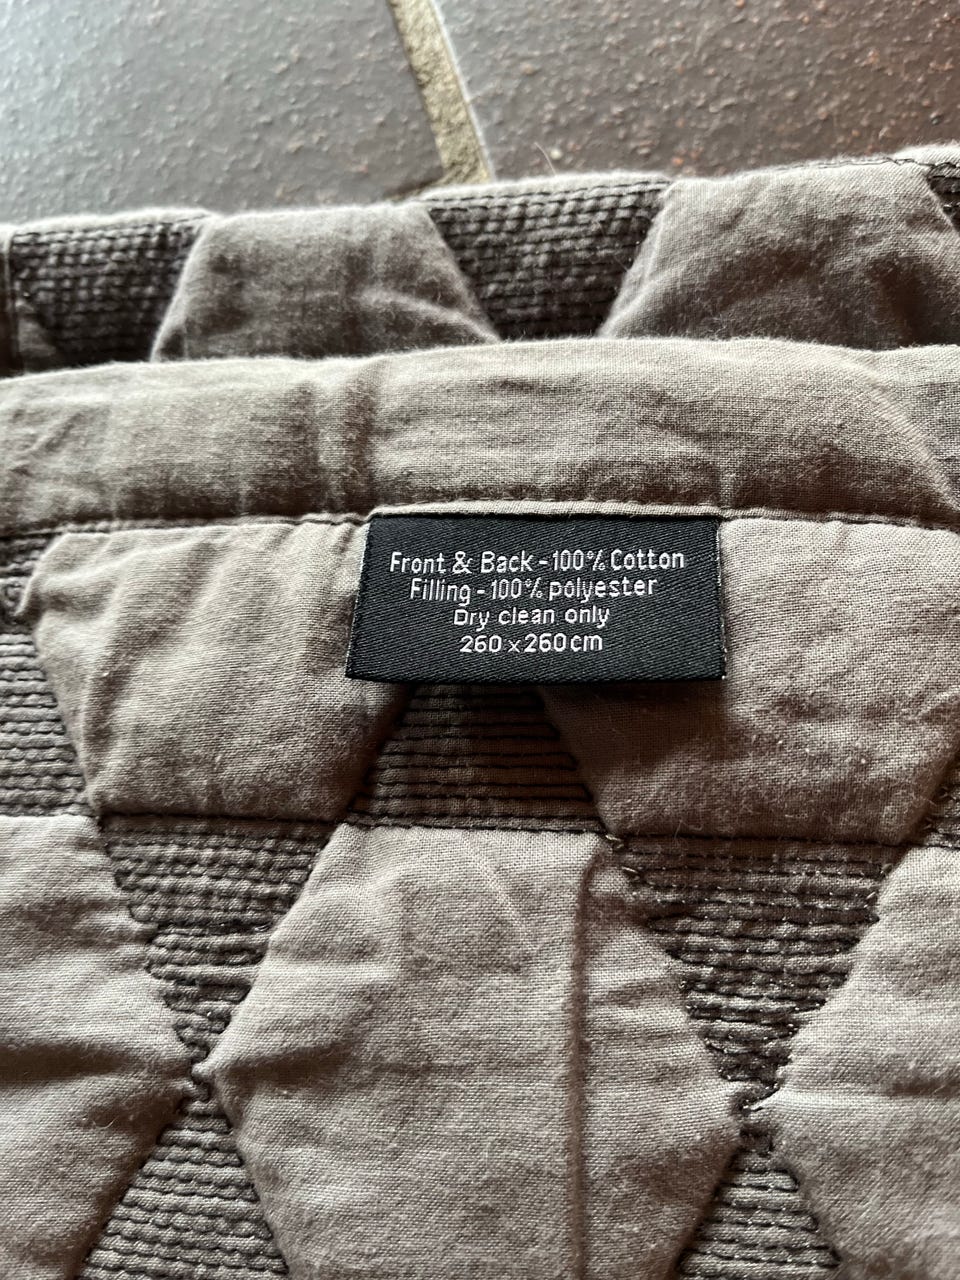 Front & Back - 100% Cotton
Filling - 100% polyester
Dry clean only
260 x 260 cm